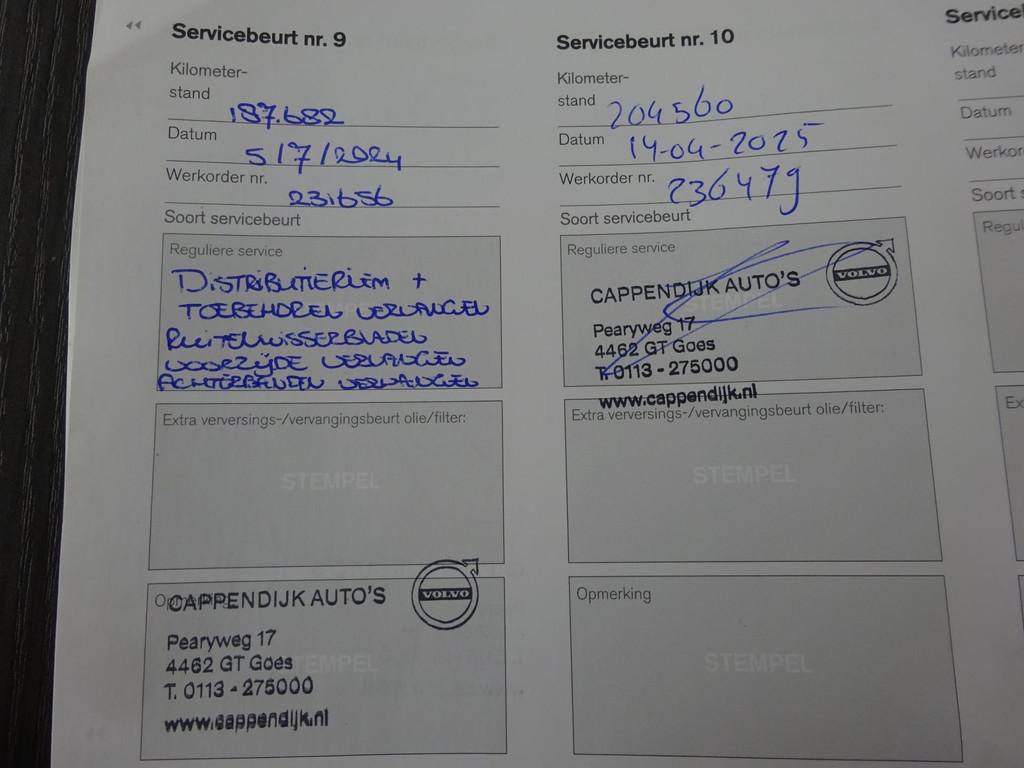 Servicebeurt nr. 9
Kilometer-
stand 187.682
Datum 5/7/2024
Werkorder nr. 231656
Soort servicebeurt
Reguliere service
DISTRIBUTIERIEM +
TOEBEHOREN VERVANGEN
RUITENWISSERBLADEN
VOORZIJDE VERVANGEN
ACHTERBANDEN VERVANGEN
Extra verversings-/vervangingsbeurt olie/filter:
STEMPEL
Opmerking
CAPPENDIJK AUTO'S
VOLVO
Pearyweg 17
4462 GT Goes
STEMPEL
T. 0113 - 275000
www.cappendijk.nl
Servicebeurt nr. 10
Kilometer-
stand 204560
Datum 14-04-2025
Werkorder nr. 236479
Soort servicebeurt
Reguliere service
VOLVO
CAPPENDIJK AUTO'S
STEMPEL
Pearyweg 17
4462 GT Goes
T. 0113 - 275000
www.cappendijk.nl
Extra verversings-/vervangingsbeurt olie/filter:
STEMPEL
Opmerking
STEMPEL
Servicel
Kilometer
stand
Datum
Werkor
Soort s
Regul
Ex